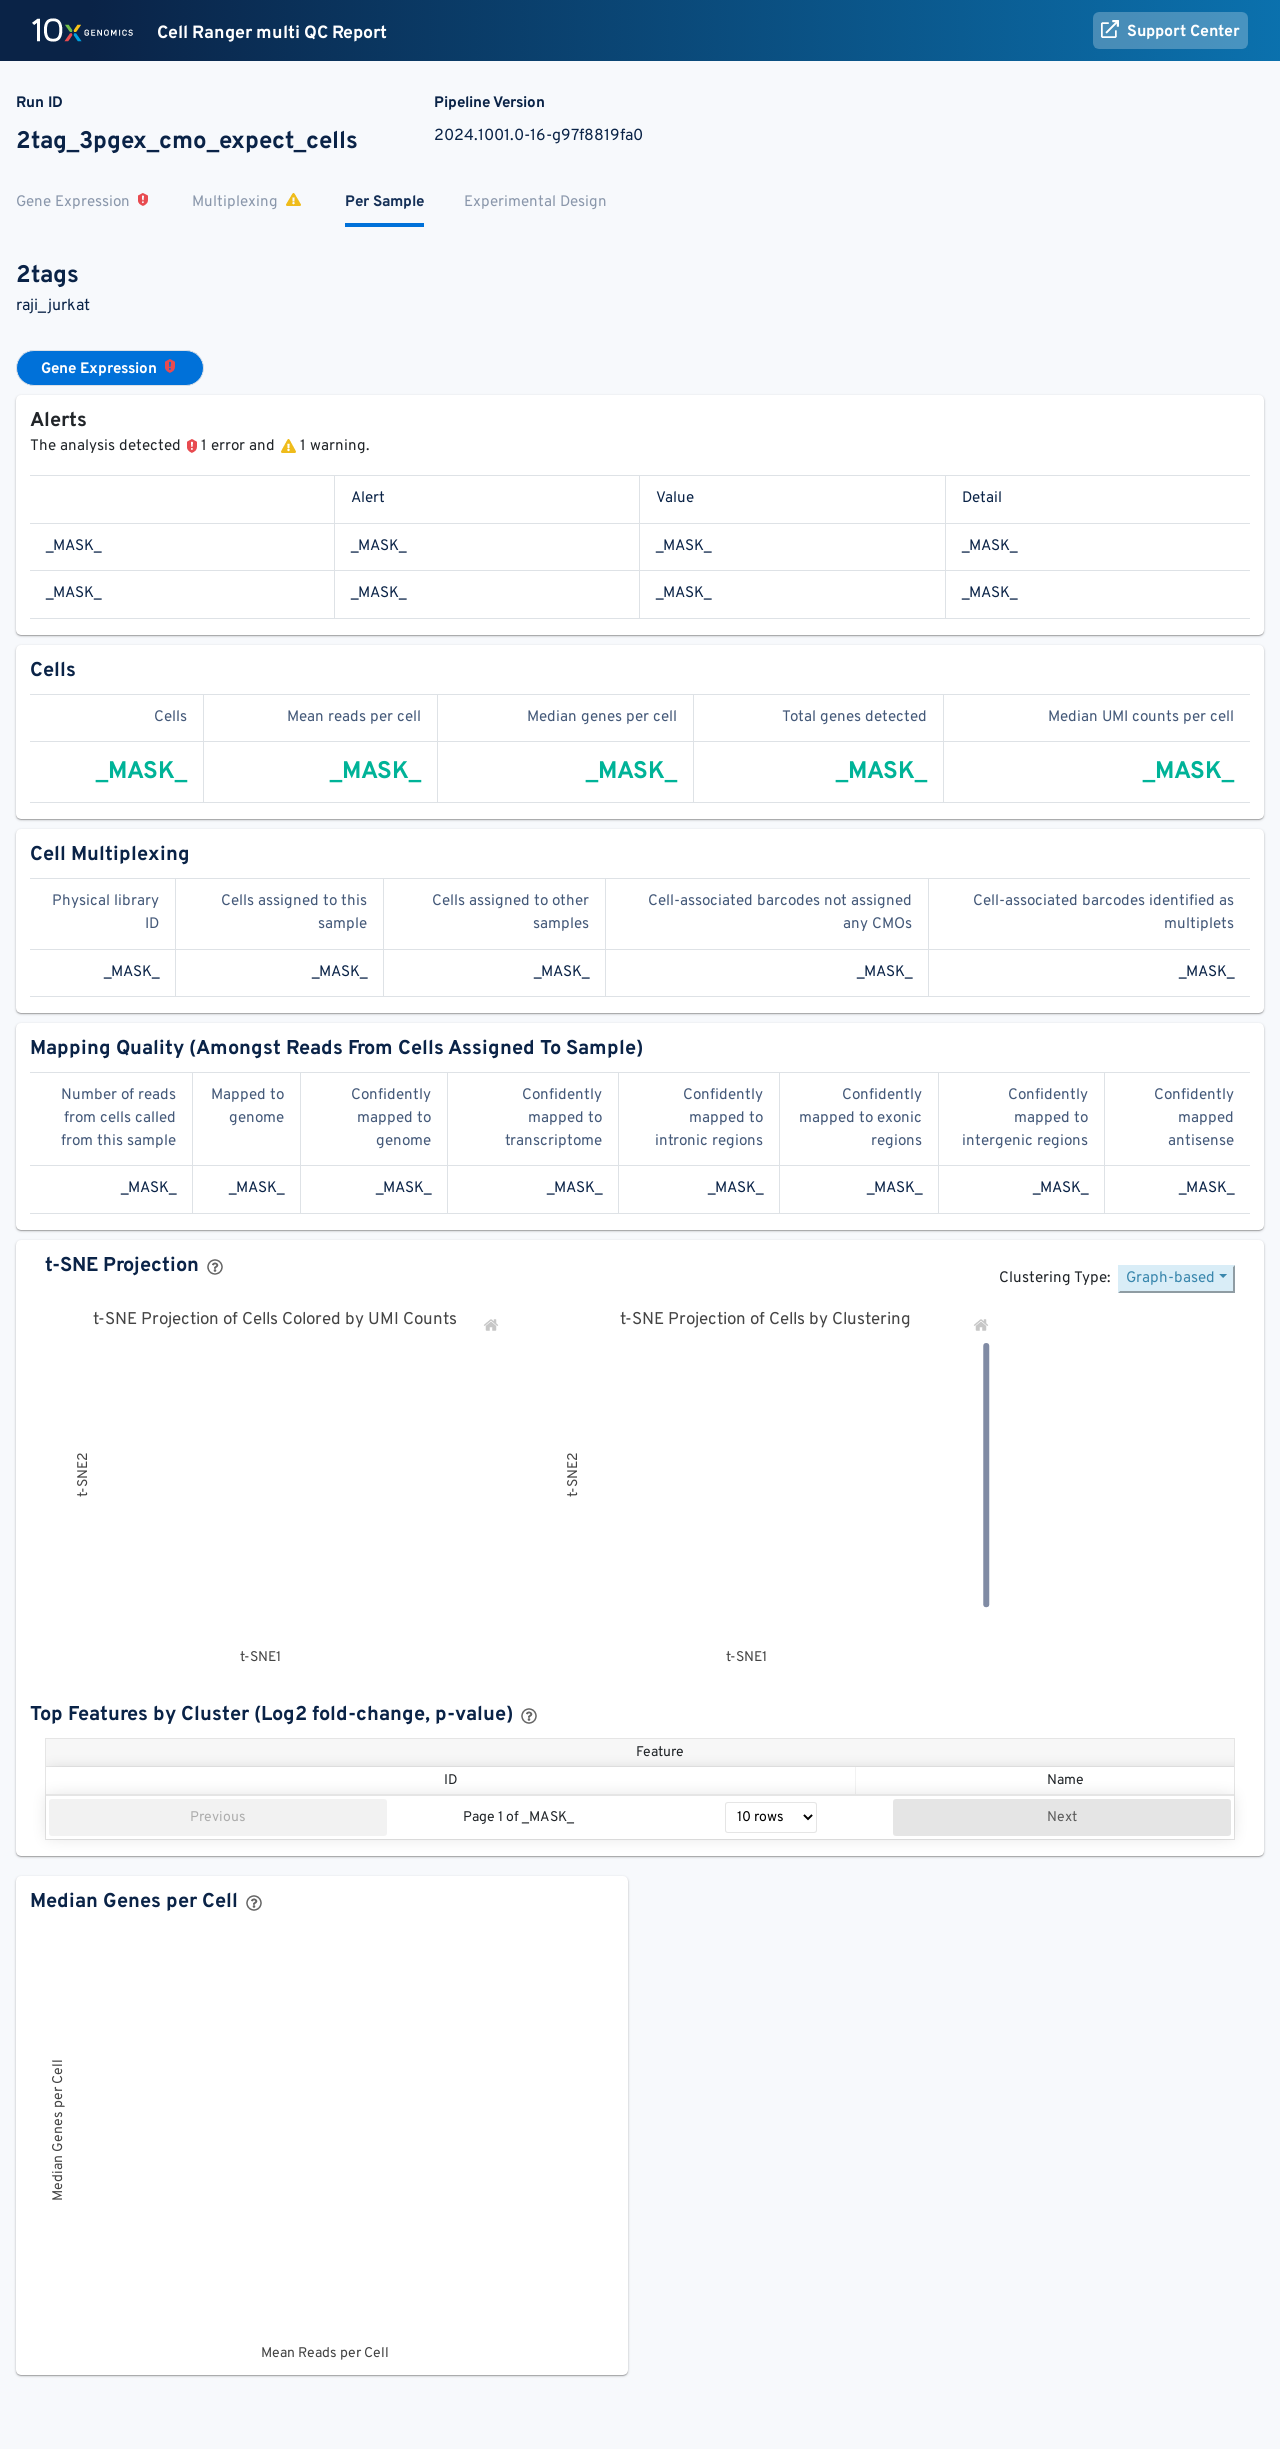 10x GENOMICS Cell Ranger multi QC Report Support Center
Run ID Pipeline Version
2tag_3pgex_cmo_expect_cells 2024.1001.0-16-g97f8819fa0
Gene Expression Multiplexing Per Sample Experimental Design
2tags
raji_jurkat
Gene Expression
Alerts
The analysis detected 1 error and 1 warning.
Alert Value Detail
_MASK_ _MASK_ _MASK_ _MASK_
_MASK_ _MASK_ _MASK_ _MASK_
Cells
Cells Mean reads per cell Median genes per cell Total genes detected Median UMI counts per cell
_MASK_ _MASK_ _MASK_ _MASK_ _MASK_
Cell Multiplexing
Physical library Cells assigned to this Cells assigned to other Cell-associated barcodes not assigned Cell-associated barcodes identified as
ID sample samples any CMOs multiplets
_MASK_ _MASK_ _MASK_ _MASK_ _MASK_
Mapping Quality (Amongst Reads From Cells Assigned To Sample)
Number of reads Mapped to Confidently Confidently Confidently Confidently Confidently Confidently
from cells called genome mapped to mapped to mapped to mapped to exonic mapped to mapped
from this sample genome transcriptome intronic regions regions intergenic regions antisense
_MASK_ _MASK_ _MASK_ _MASK_ _MASK_ _MASK_ _MASK_ _MASK_
t-SNE Projection
Clustering Type: Graph-based
t-SNE Projection of Cells Colored by UMI Counts t-SNE Projection of Cells by Clustering
t-SNE2 t-SNE2
t-SNE1 t-SNE1
Top Features by Cluster (Log2 fold-change, p-value)
Feature
ID Name
Previous Page 1 of _MASK_ 10 rows Next
Median Genes per Cell
Median Genes per Cell
Mean Reads per Cell